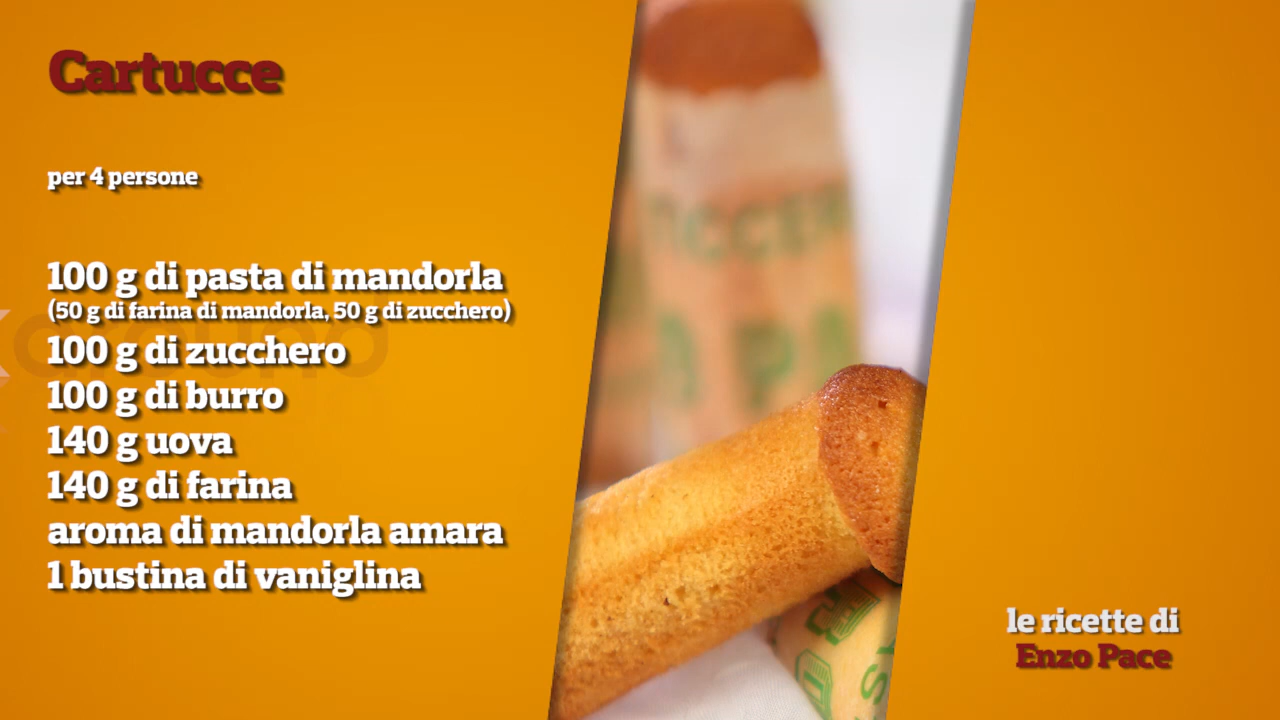 Cartucce
per 4 persone
100 g di pasta di mandorla
(50 g di farina di mandorla, 50 g di zucchero)
100 g di zucchero
100 g di burro
140 g uova
140 g di farina
aroma di mandorla amara
1 bustina di vaniglina
le ricette di
Enzo Pace